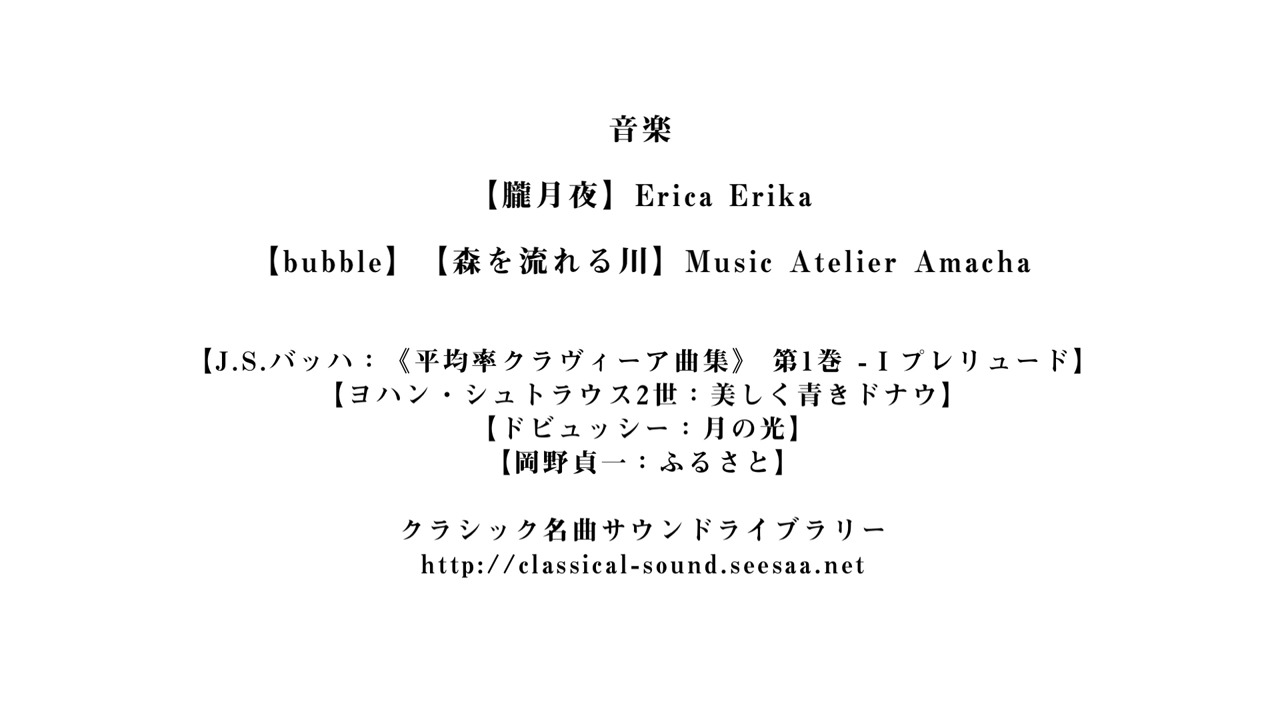 音楽
【朧月夜】Erica Erika
【bubble】 【森を流れる川】Music Atelier Amacha
【J.S.バッハ：《平均率クラヴィーア曲集》 第1巻 - I プレリュード】
【ヨハン・シュトラウス2世：美しく青きドナウ】
【ドビュッシー：月の光】
【岡野貞一：ふるさと】
クラシック名曲サウンドライブラリー
http://classical-sound.seesaa.net